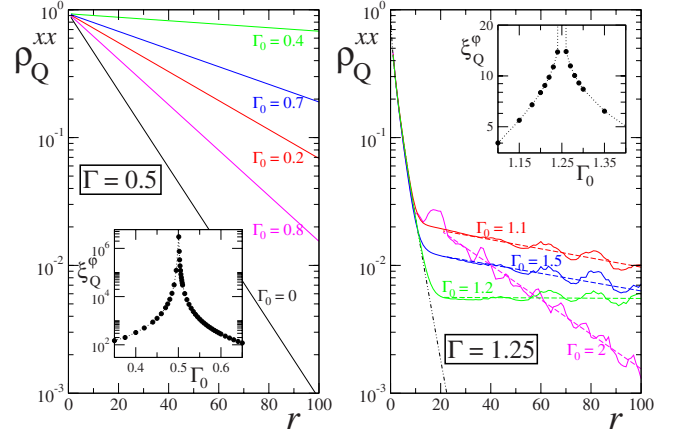 ρ_Q^xx
10^0
10^-1
10^-2
10^-3
Γ_0 = 0.4
Γ_0 = 0.7
Γ_0 = 0.2
Γ_0 = 0.8
Γ_0 = 0
Γ = 0.5
ξ_Q^φ
10^6
10^4
10^2
0.4 0.5 0.6
Γ_0
0 20 40 60 80 100
r
ρ_Q^xx
10^0
10^-1
10^-2
10^-3
ξ_Q^φ
20
10
5
1.15 1.25 1.35
Γ_0
Γ_0 = 1.1
Γ_0 = 1.5
Γ_0 = 1.2
Γ_0 = 2
Γ = 1.25
0 20 40 60 80 100
r